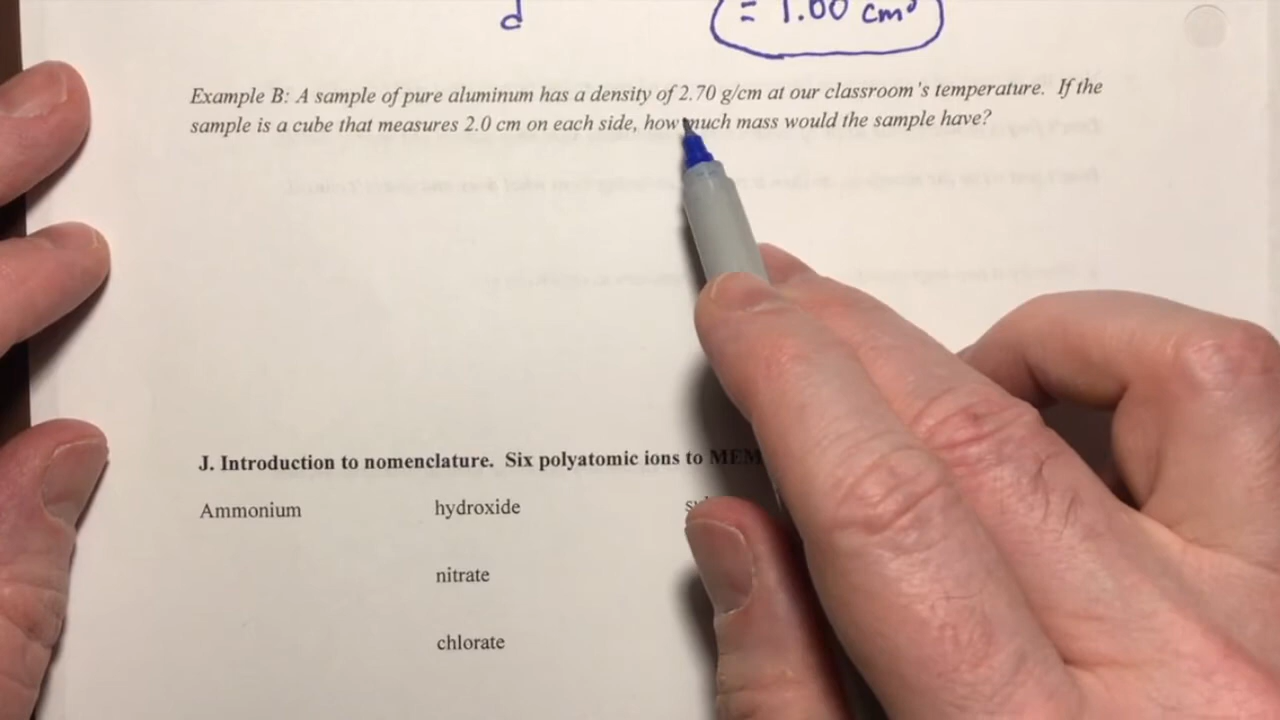 d
= 1.00 cm³
Example B: A sample of pure aluminum has a density of 2.70 g/cm at our classroom's temperature. If the
sample is a cube that measures 2.0 cm on each side, how much mass would the sample have?
J. Introduction to nomenclature. Six polyatomic ions to MEM
Ammonium hydroxide
nitrate
chlorate